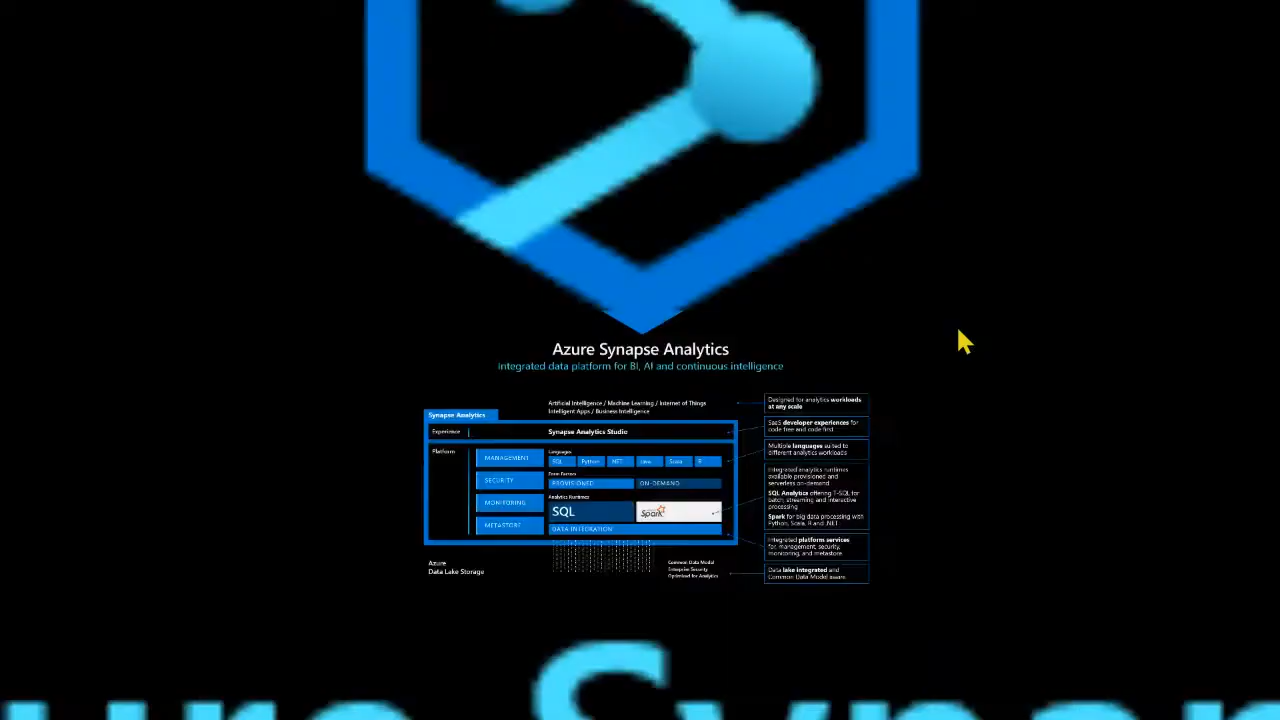 Azure Synapse Analytics
Integrated data platform for BI, AI and continuous intelligence
Artificial Intelligence / Machine Learning / Internet of Things
Intelligent Apps / Business Intelligence
Synapse Analytics
Experience
Synapse Analytics Studio
Platform
MANAGEMENT
SECURITY
MONITORING
METASTORE
Languages
SQL
Python
.NET
Java
Scala
R
Form Factors
PROVISIONED
ON-DEMAND
Analytics Runtimes
SQL
Spark
DATA INTEGRATION
Azure
Data Lake Storage
Common Data Model
Enterprise Security
Optimized for Analytics
Designed for analytics workloads
at any scale
SaaS developer experiences for
code free and code first
Multiple languages suited to
different analytics workloads
Integrated analytics runtimes
available provisioned and
serverless on-demand
SQL Analytics offering T-SQL for
batch, streaming and interactive
processing
Spark for big data processing with
Python, Scala, R and .NET
Integrated platform services
for, management, security,
monitoring, and metastore
Data lake integrated and
Common Data Model aware